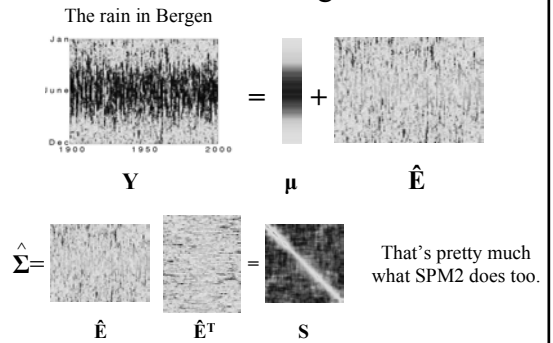 The rain in Bergen
Jan
June
Dec
1900 1950 2000
= +
Y μ Ê
Σ̂= =
That's pretty much
what SPM2 does too.
Ê Êᵀ S